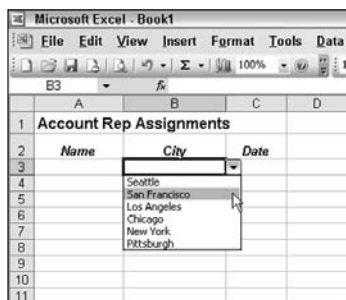 Microsoft Excel - Book1
File Edit View Insert Format Tools Data
100%
B3 fx
A B C D
1 Account Rep Assignments
2 Name City Date
3
4 Seattle
5 San Francisco
6 Los Angeles
7 Chicago
New York
8 Pittsburgh
9
10
11